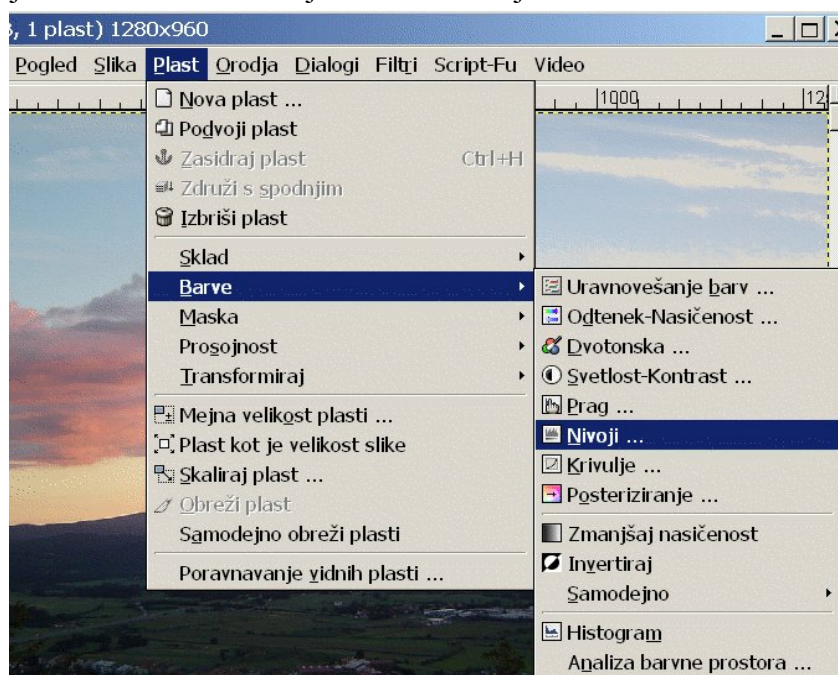 , 1 plast) 1280x960
Pogled Slika Plast Orodja Dialogi Filtri Script-Fu Video
1000
Nova plast ...
Podvoji plast
Zasidraj plast Ctrl+H
Združi s spodnjim
Izbriši plast
Sklad
Barve
Maska
Prosojnost
Transformiraj
Mejna velikost plasti ...
Plast kot je velikost slike
Skaliraj plast ...
Obreži plast
Samodejno obreži plasti
Poravnavanje vidnih plasti ...
Uravnovešanje barv ...
Odtenek-Nasičenost ...
Dvotonska ...
Svetlost-Kontrast ...
Prag ...
Nivoji ...
Krivulje ...
Posteriziranje ...
Zmanjšaj nasičenost
Invertiraj
Samodejno
Histogram
Analiza barvne prostora ...